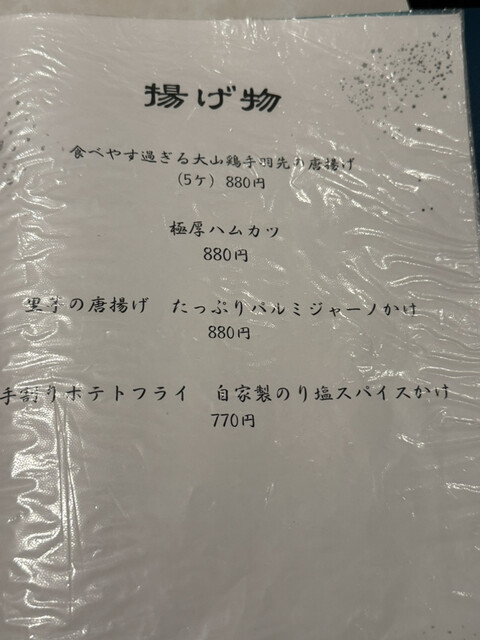 揚げ物
食べやす過ぎる大山鶏手羽先の唐揚げ
(5ケ) 880円
極厚ハムカツ
880円
里芋の唐揚げ　たっぷりパルミジャーノかけ
880円
手割りポテトフライ　自家製のり塩スパイスかけ
770円